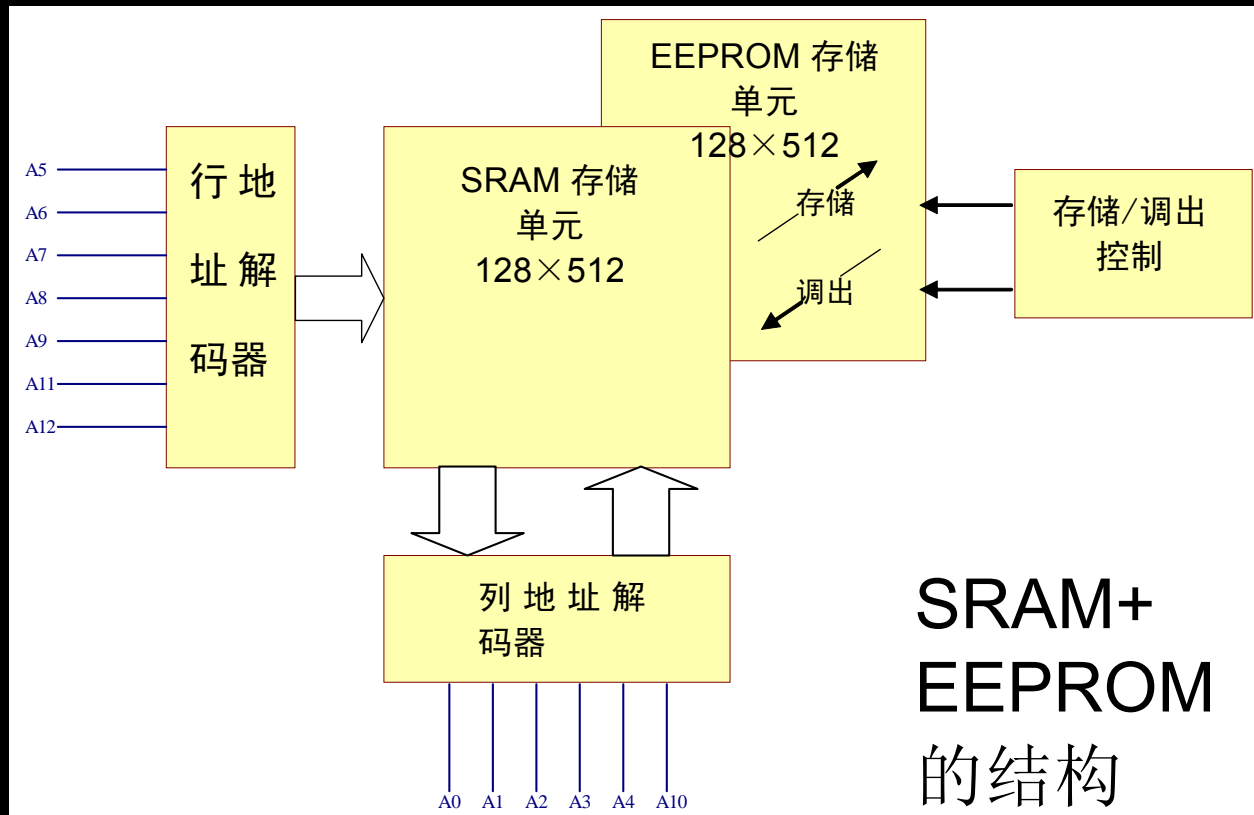 EEPROM 存储
单元
128×512
SRAM 存储
单元
128×512
存储
调出
存储/调出
控制
行 地
址 解
码器
A5
A6
A7
A8
A9
A11
A12
列 地 址 解
码器
A0 A1 A2 A3 A4 A10
SRAM+
EEPROM
的结构